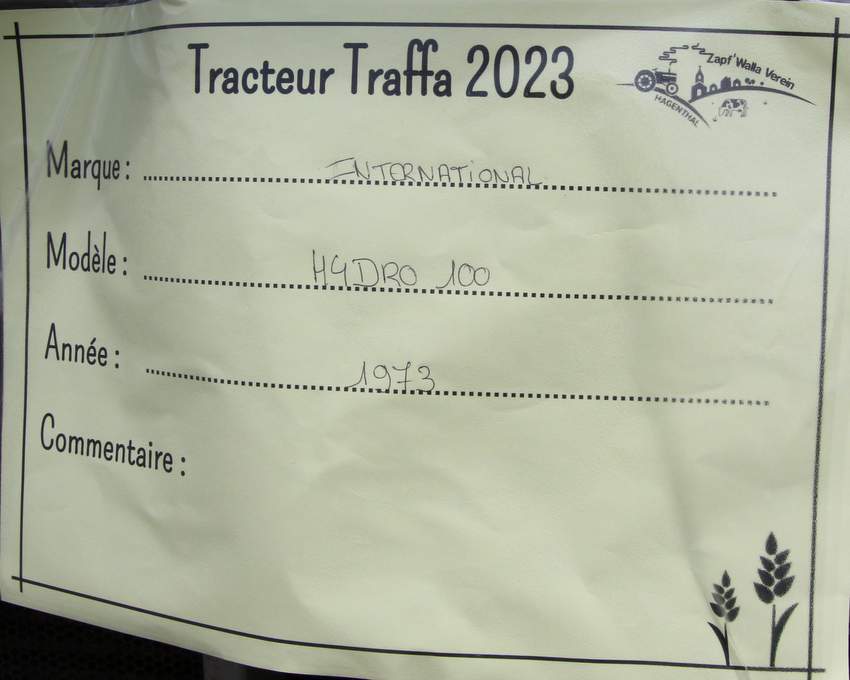 Tracteur Traffa 2023
Zapf'Walla Verein
HAGENTHAL
Marque : INTERNATIONAL
Modèle : HYDRO 100
Année : 1973
Commentaire :